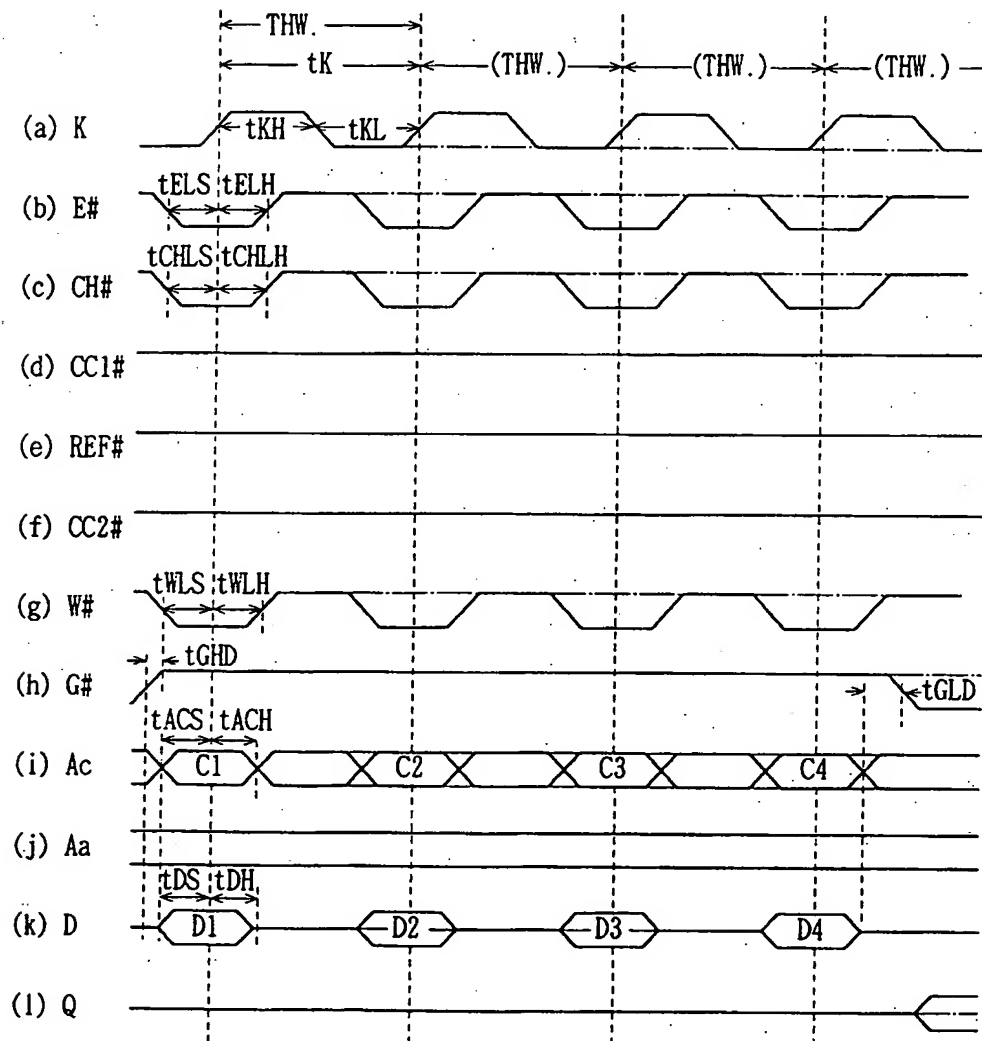 THW.
tK (THW.) (THW.) (THW.)
(a) K tKH tKL
(b) E# tELS tELH
(c) CH# tCHLS tCHLH
(d) CC1#
(e) REF#
(f) CC2#
(g) W# tWLS tWLH
(h) G# tGHD tGLD
tACS tACH
(i) Ac C1 C2 C3 C4
(j) Aa
tDS tDH
(k) D D1 D2 D3 D4
(l) Q